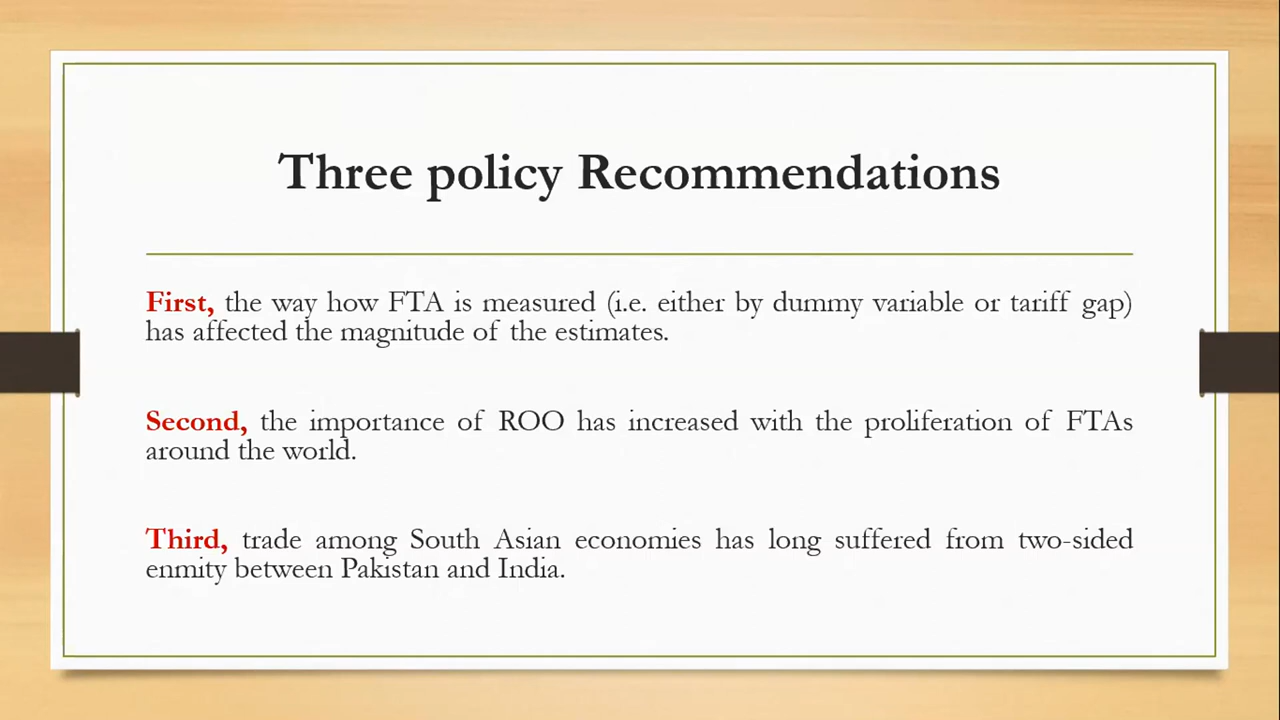 Three policy Recommendations
First, the way how FTA is measured (i.e. either by dummy variable or tariff gap)
has affected the magnitude of the estimates.
Second, the importance of ROO has increased with the proliferation of FTAs
around the world.
Third, trade among South Asian economies has long suffered from two-sided
enmity between Pakistan and India.